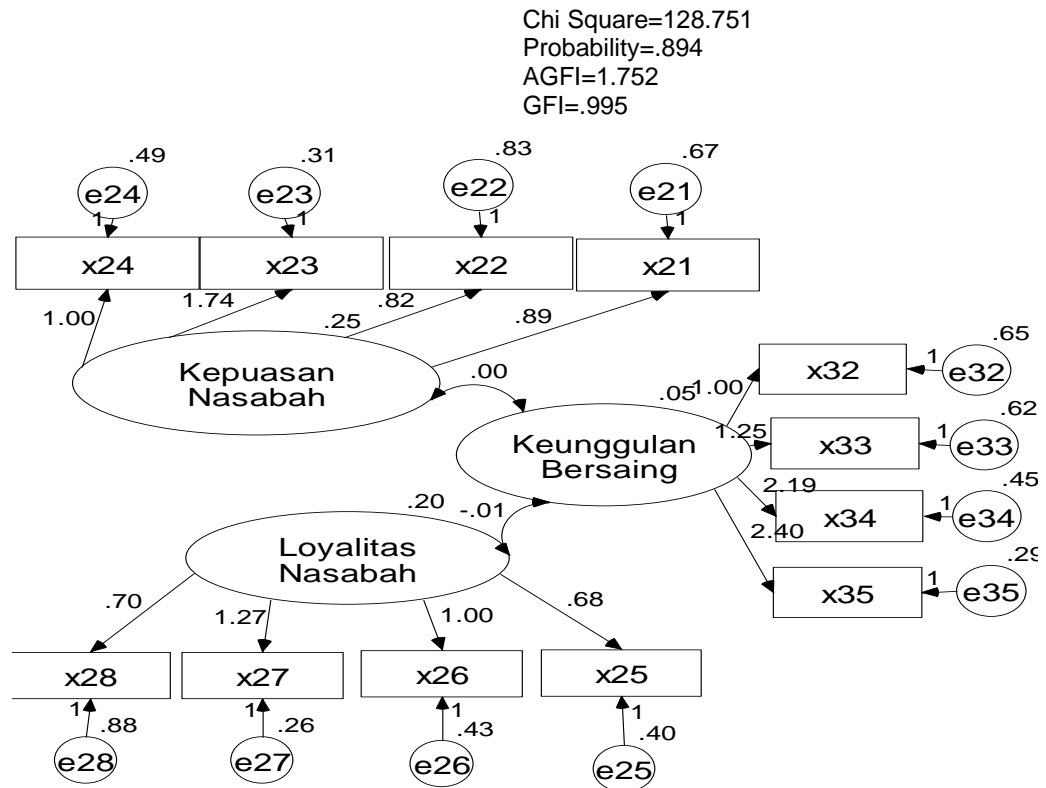 Chi Square=128.751
Probability=.894
AGFI=1.752
GFI=.995
.49 .31 .83 .67
e24 e23 e22 e21
1 1 1 1
x24 x23 x22 x21
1.00 1.74 .25 .82 .89
Kepuasan
Nasabah
.00
.65
x32 1 e32
.05 1.00
.62
Keunggulan
Bersaing
1.25 x33 1 e33
.45
2.19 x34 1 e34
.29
2.40 x35 1 e35
.20 -.01
Loyalitas
Nasabah
.70 1.27 1.00 .68
x28 x27 x26 x25
1 1 1 1
.88 .26 .43 .40
e28 e27 e26 e25